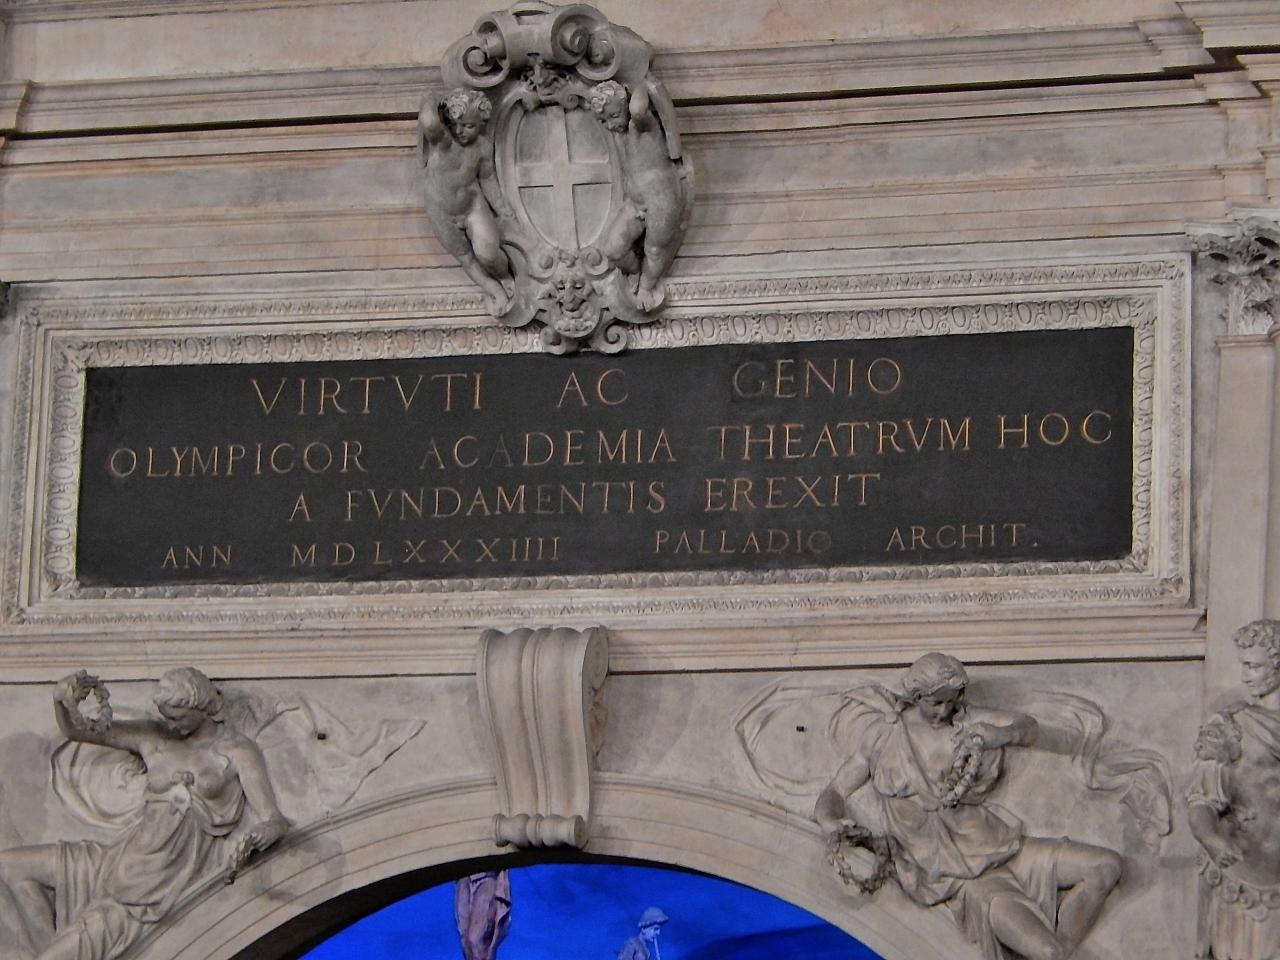 VIRTVTI AC GENIO
OLYMPICOR ACADEMIA THEATRVM HOC
A FVNDAMENTIS EREXIT
ANN MDLXXXIIII PALLADIO ARCHIT.